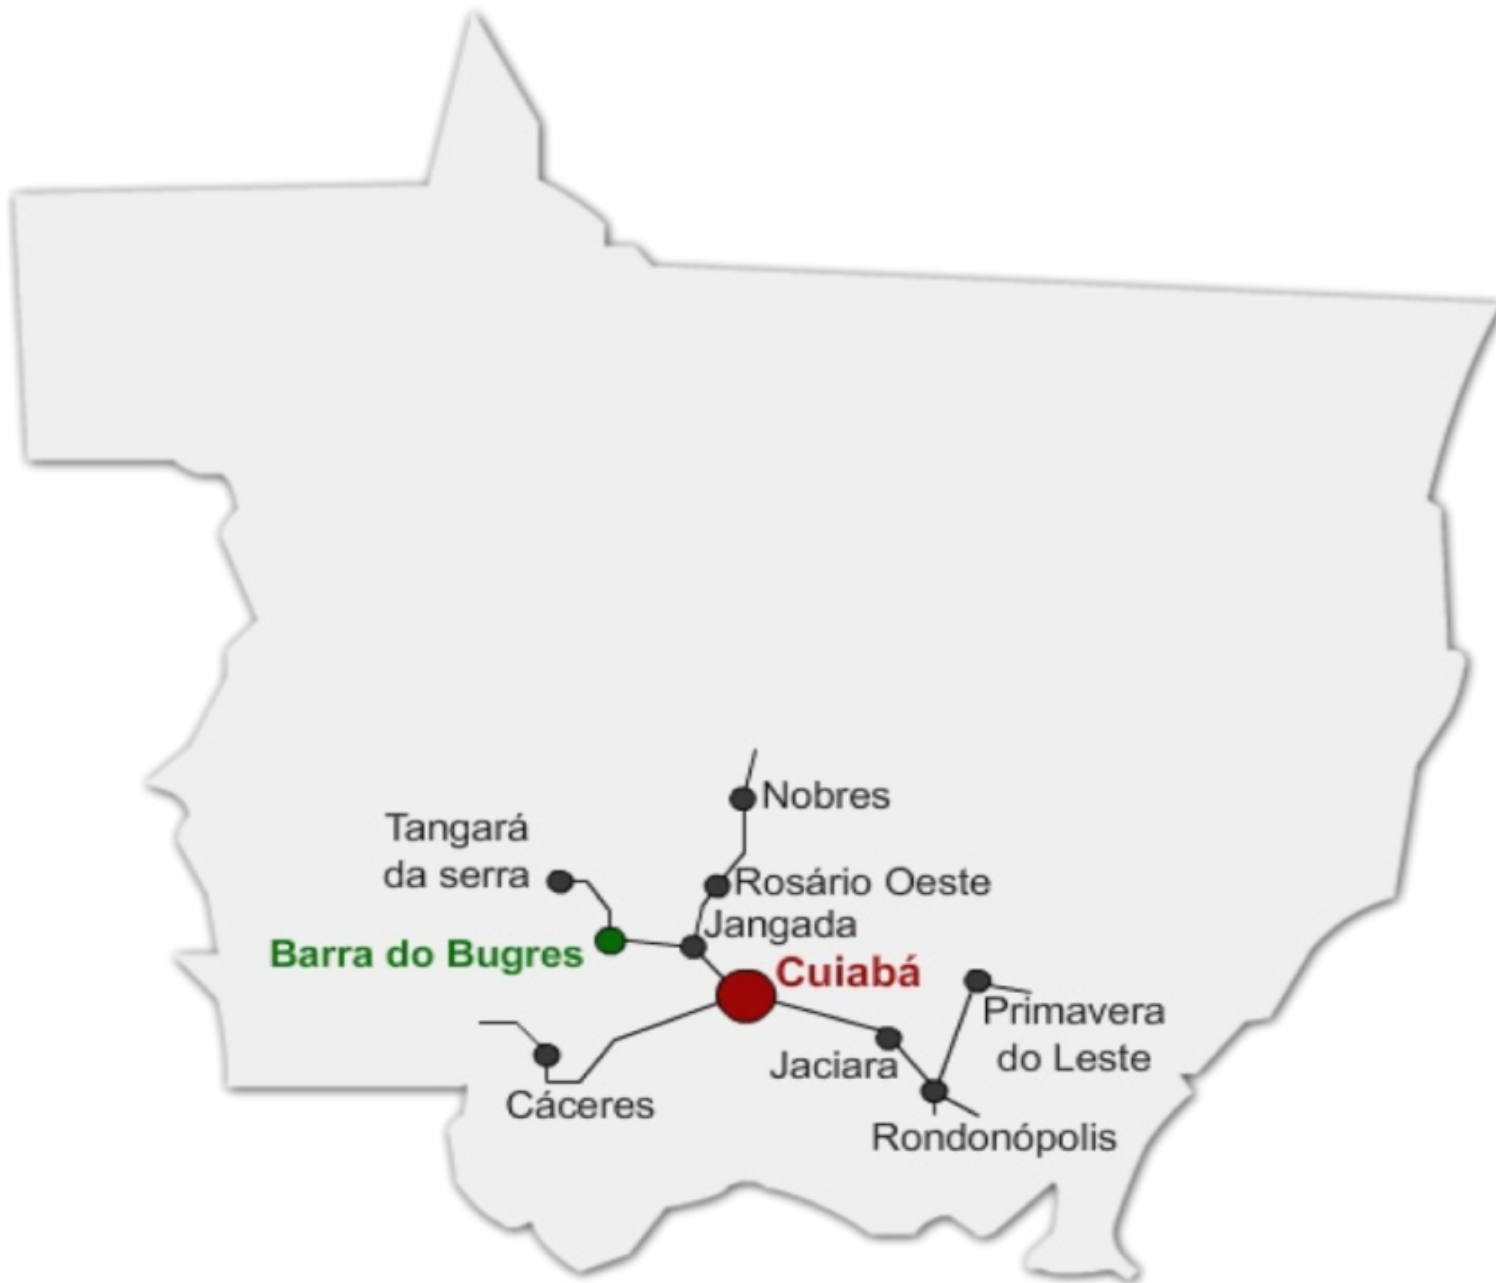 Nobres
Tangará
da serra
Rosário Oeste
Jangada
Barra do Bugres
Cuiabá
Primavera
do Leste
Jaciara
Cáceres
Rondonópolis